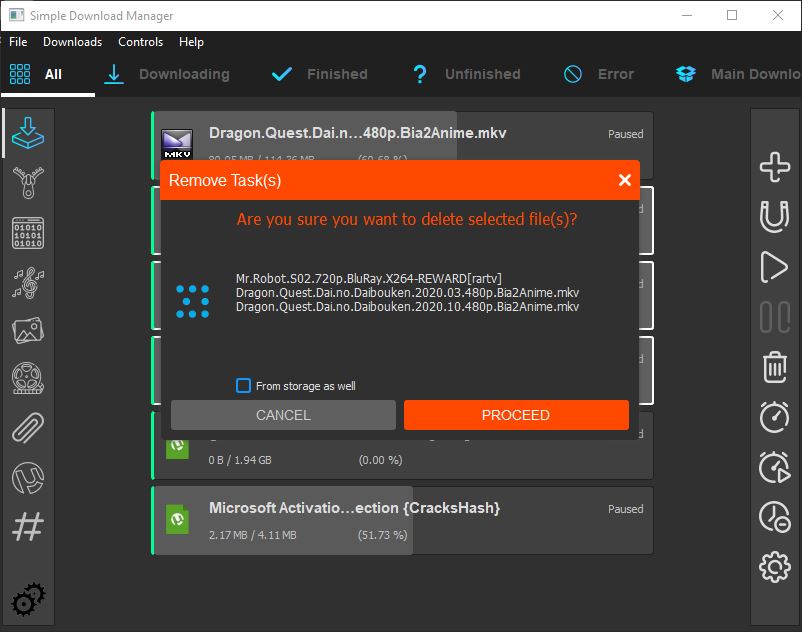 Simple Download Manager
File Downloads Controls Help
All Downloading Finished Unfinished Error Main Downlo
Dragon.Quest.Dai.n…480p.Bia2Anime.mkv
Paused
MKV
Remove Task(s)
Are you sure you want to delete selected file(s)?
01010
10101
01010
Mr.Robot.S02.720p.BluRay.X264-REWARD[rartv]
Dragon.Quest.Dai.no.Daibouken.2020.03.480p.Bia2Anime.mkv
Dragon.Quest.Dai.no.Daibouken.2020.10.480p.Bia2Anime.mkv
From storage as well
CANCEL PROCEED
0 B / 1.94 GB (0.00 %)
Microsoft Activatio…ection {CracksHash}
Paused
2.17 MB / 4.11 MB (51.73 %)